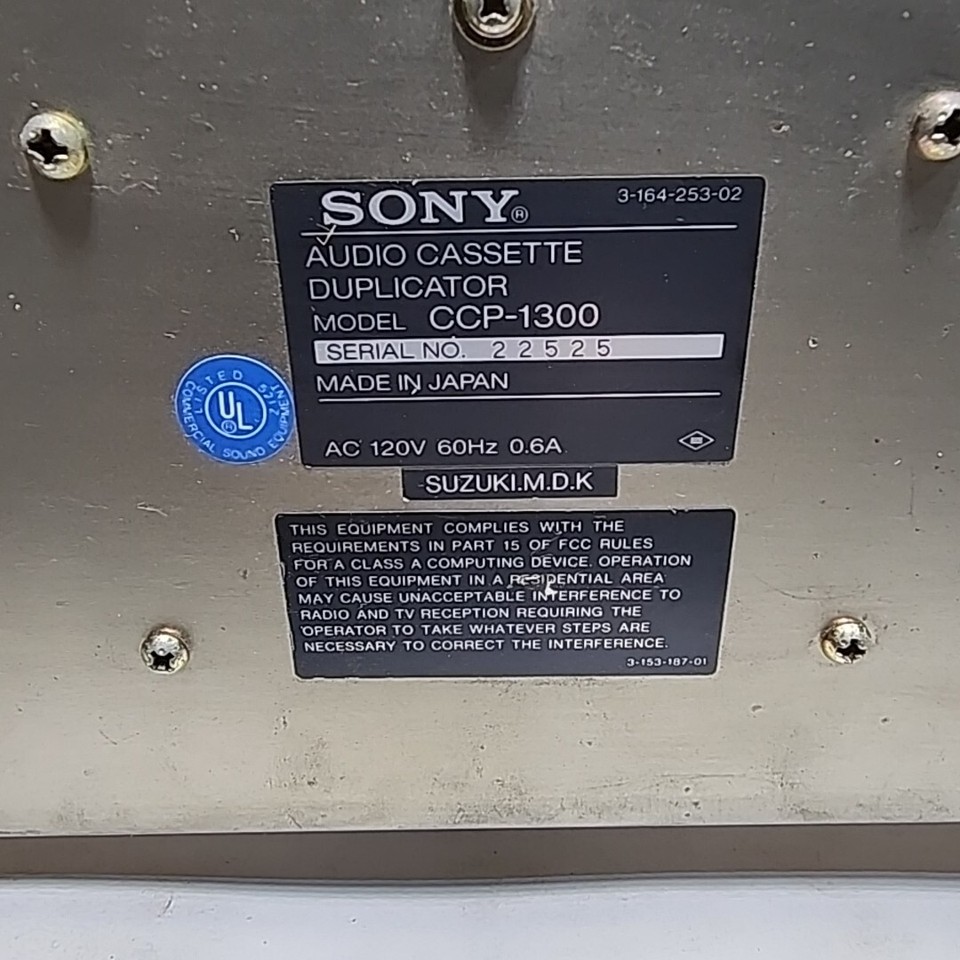 SONY®
3-164-253-02
AUDIO CASSETTE
DUPLICATOR
MODEL CCP-1300
SERIAL NO. 22525
MADE IN JAPAN
AC 120V 60Hz 0.6A
SUZUKI.M.D.K
LISTED 5217
UL®
COMMERCIAL SOUND EQUIPMENT
THIS EQUIPMENT COMPLIES WITH THE
REQUIREMENTS IN PART 15 OF FCC RULES
FOR A CLASS A COMPUTING DEVICE. OPERATION
OF THIS EQUIPMENT IN A RESIDENTIAL AREA
MAY CAUSE UNACCEPTABLE INTERFERENCE TO
RADIO AND TV RECEPTION REQUIRING THE
OPERATOR TO TAKE WHATEVER STEPS ARE
NECESSARY TO CORRECT THE INTERFERENCE.
3-153-187-01